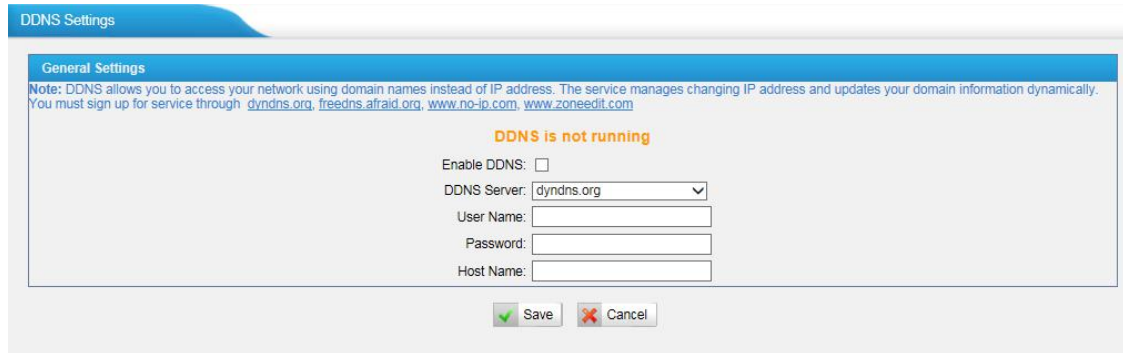 DDNS Settings
General Settings
Note: DDNS allows you to access your network using domain names instead of IP address. The service manages changing IP address and updates your domain information dynamically.
You must sign up for service through dyndns.org, freedns.afraid.org, www.no-ip.com, www.zoneedit.com
DDNS is not running
Enable DDNS:
DDNS Server: dyndns.org
User Name:
Password:
Host Name:
Save Cancel